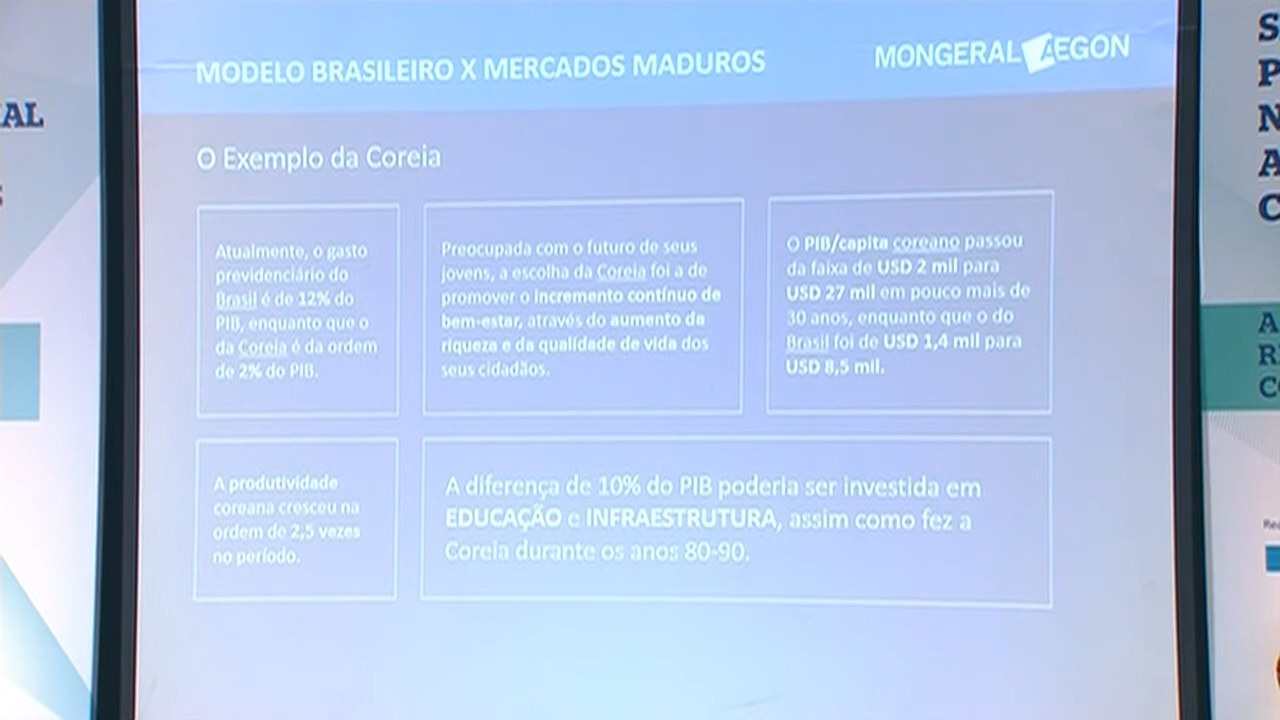 MODELO BRASILEIRO X MERCADOS MADUROS
MONGERAL AEGON
O Exemplo da Coreia
Atualmente, o gasto
previdenciário do
Brasil é de 12% do
PIB, enquanto que o
da Coreia é da ordem
de 2% do PIB.
Preocupada com o futuro de seus
jovens, a escolha da Coreia foi a de
promover o incremento contínuo de
bem-estar, através do aumento da
riqueza e da qualidade de vida dos
seus cidadãos.
O PIB/capita coreano passou
da faixa de USD 2 mil para
USD 27 mil em pouco mais de
30 anos, enquanto que o do
Brasil foi de USD 1,4 mil para
USD 8,5 mil.
A produtividade
coreana cresceu na
ordem de 2,5 vezes
no período.
A diferença de 10% do PIB poderia ser investida em
EDUCAÇÃO e INFRAESTRUTURA, assim como fez a
Coreia durante os anos 80-90.